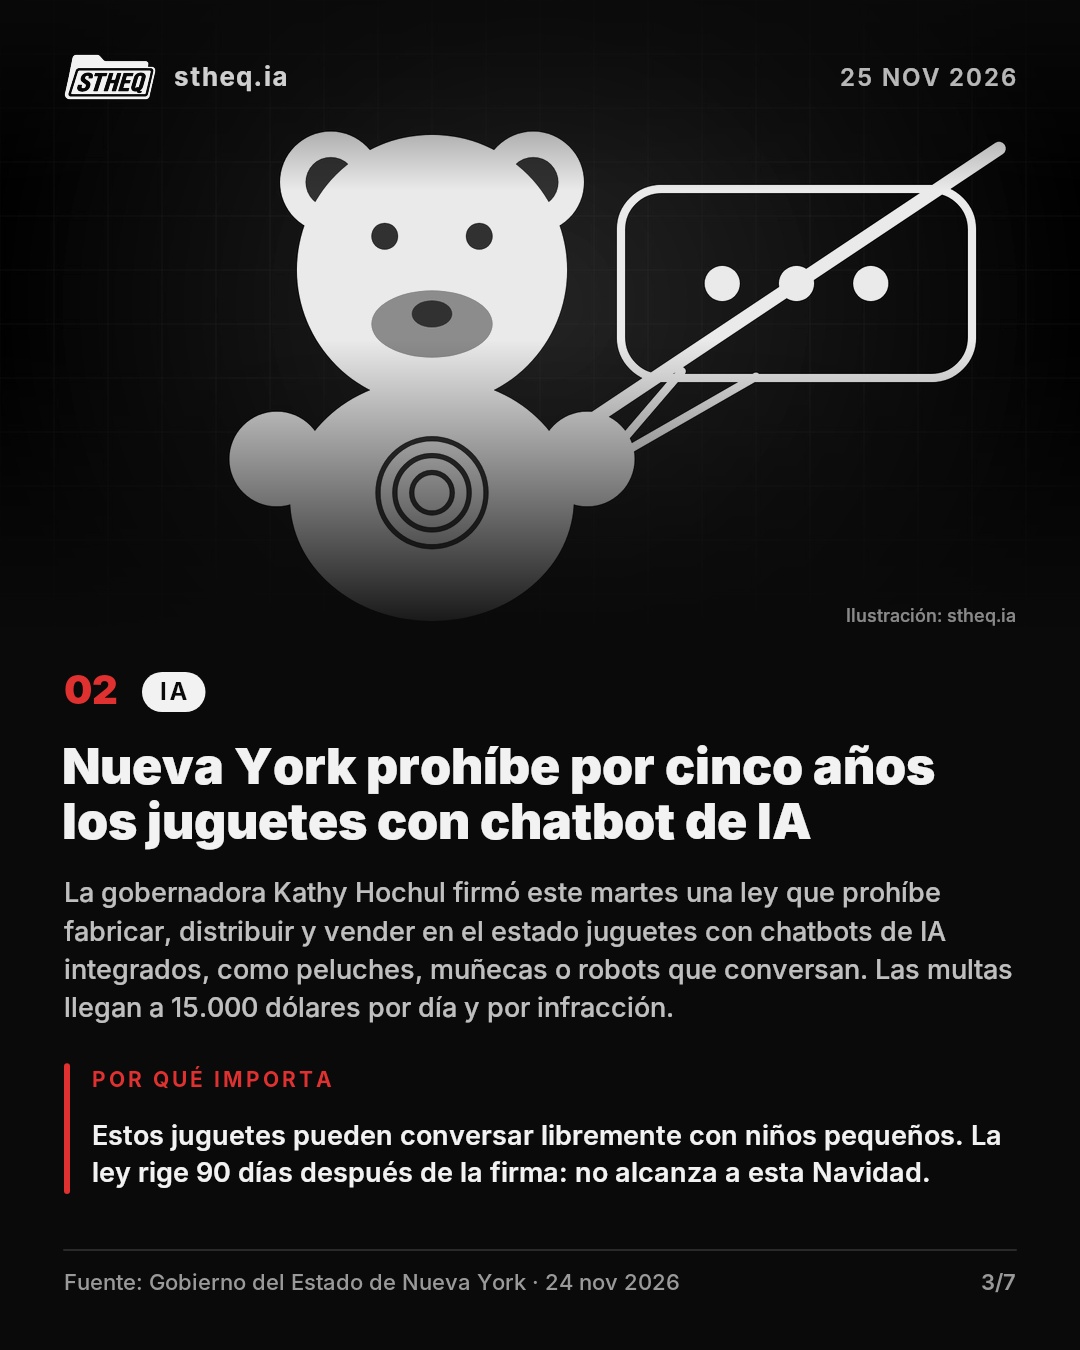 STHEQ stheq.ia
25 NOV 2026
Ilustración: stheq.ia
02 IA
Nueva York prohíbe por cinco años
los juguetes con chatbot de IA
La gobernadora Kathy Hochul firmó este martes una ley que prohíbe
fabricar, distribuir y vender en el estado juguetes con chatbots de IA
integrados, como peluches, muñecas o robots que conversan. Las multas
llegan a 15.000 dólares por día y por infracción.
POR QUÉ IMPORTA
Estos juguetes pueden conversar libremente con niños pequeños. La
ley rige 90 días después de la firma: no alcanza a esta Navidad.
Fuente: Gobierno del Estado de Nueva York · 24 nov 2026
3/7